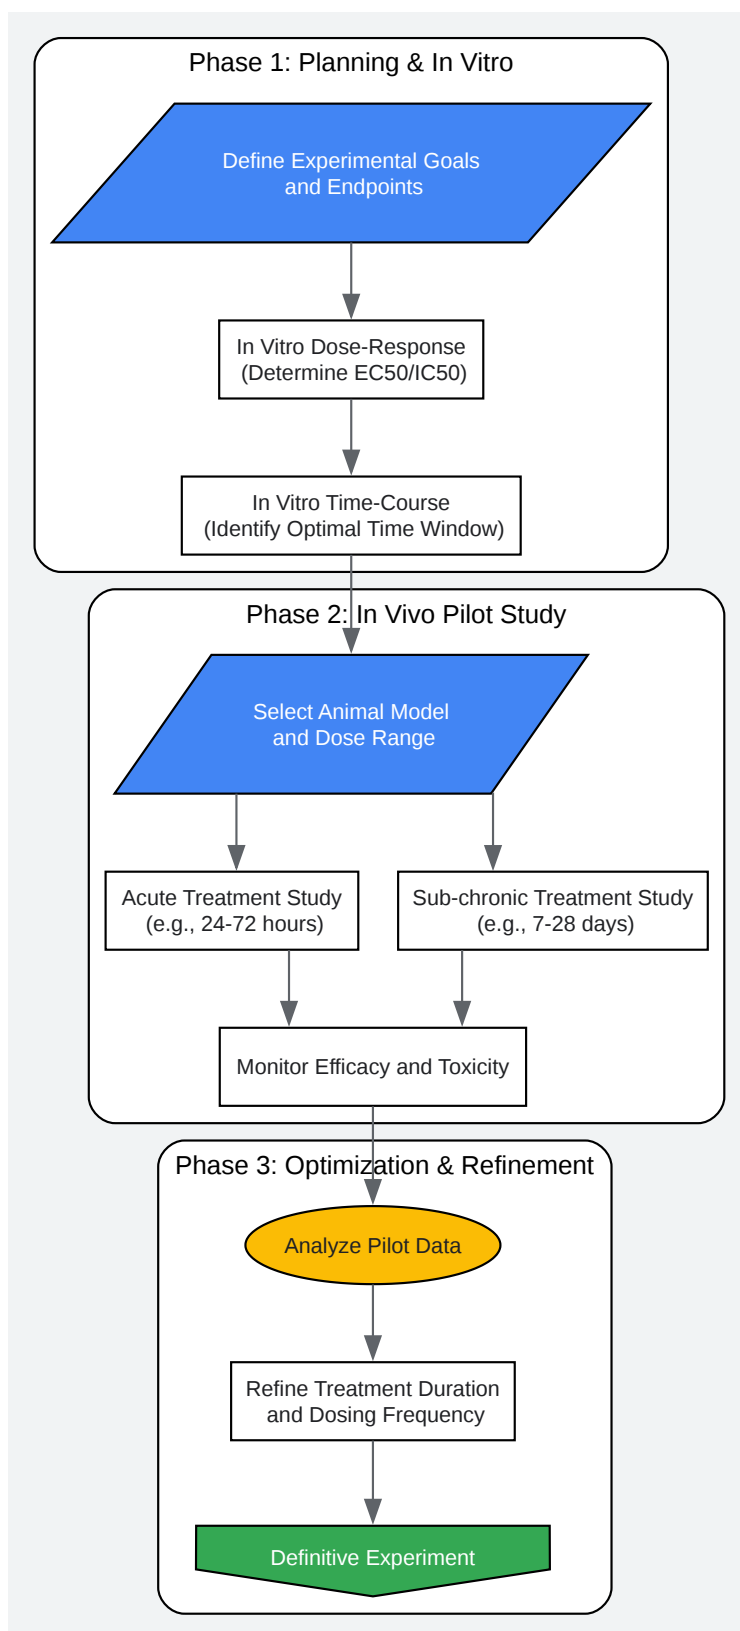 Phase 1: Planning & In Vitro
Define Experimental Goals
and Endpoints
In Vitro Dose-Response
(Determine EC50/IC50)
In Vitro Time-Course
(Identify Optimal Time Window)
Phase 2: In Vivo Pilot Study
Select Animal Model
and Dose Range
Acute Treatment Study
(e.g., 24-72 hours)
Sub-chronic Treatment Study
(e.g., 7-28 days)
Monitor Efficacy and Toxicity
Phase 3: Optimization & Refinement
Analyze Pilot Data
Refine Treatment Duration
and Dosing Frequency
Definitive Experiment